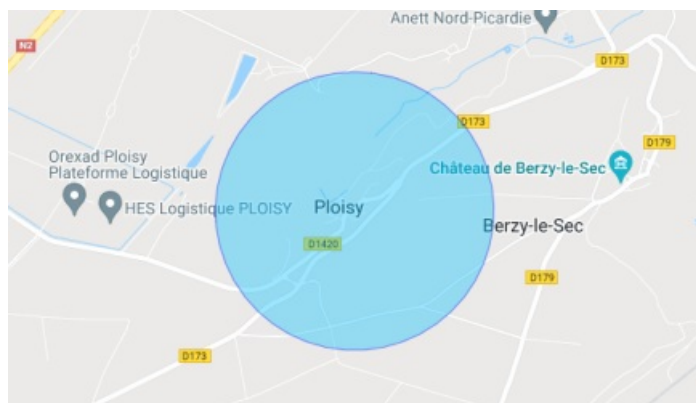 Anett Nord-Picardie
N2
D173
D173
D179
Orexad Ploisy
Plateforme Logistique
Château de Berzy-le-Sec
HES Logistique PLOISY
Ploisy
Berzy-le-Sec
D1420
D179
D173